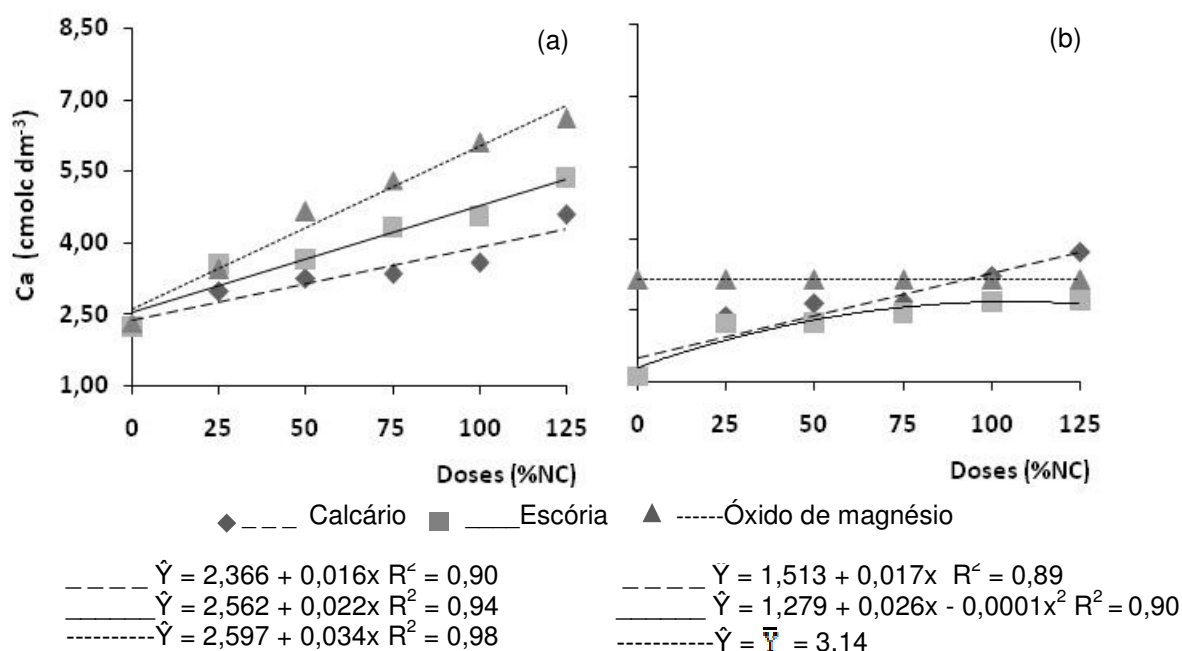 8,50
(a)
(b)
7,00
5,50
4,00
2,50
1,00
Ca (cmolc dm⁻³)
0 25 50 75 100 125
0 25 50 75 100 125
Doses (%NC)
Doses (%NC)
Calcário
Escória
Óxido de magnésio
Ŷ = 2,366 + 0,016x R² = 0,90
Ŷ = 2,562 + 0,022x R² = 0,94
Ŷ = 2,597 + 0,034x R² = 0,98
Ŷ = 1,513 + 0,017x R² = 0,89
Ŷ = 1,279 + 0,026x - 0,0001x² R² = 0,90
Ŷ = Ȳ = 3,14